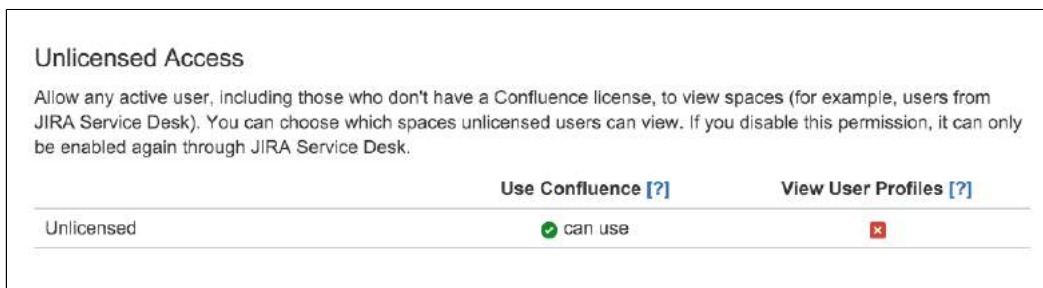 Unlicensed Access
Allow any active user, including those who don't have a Confluence license, to view spaces (for example, users from
JIRA Service Desk). You can choose which spaces unlicensed users can view. If you disable this permission, it can only
be enabled again through JIRA Service Desk.
Use Confluence [?] View User Profiles [?]
Unlicensed can use